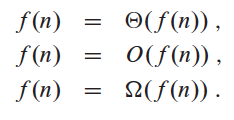 f(n) = Θ(f(n)) ,
f(n) = O(f(n)) ,
f(n) = Ω(f(n)) .